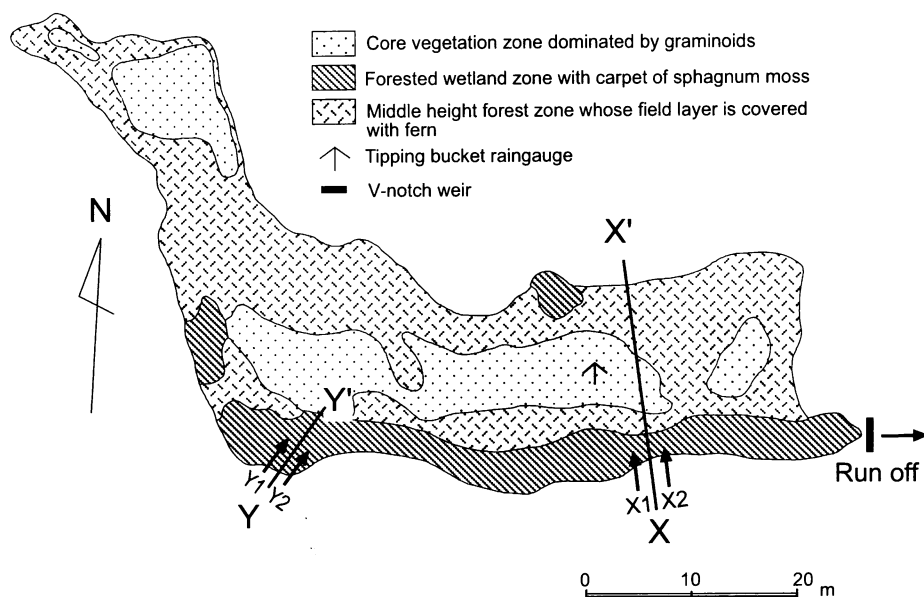 Core vegetation zone dominated by graminoids
Forested wetland zone with carpet of sphagnum moss
Middle height forest zone whose field layer is covered
with fern
Tipping bucket raingauge
V-notch weir
N
X'
Y'
Y1
Y2
Y
X1
X2
X
Run off
0 10 20 m